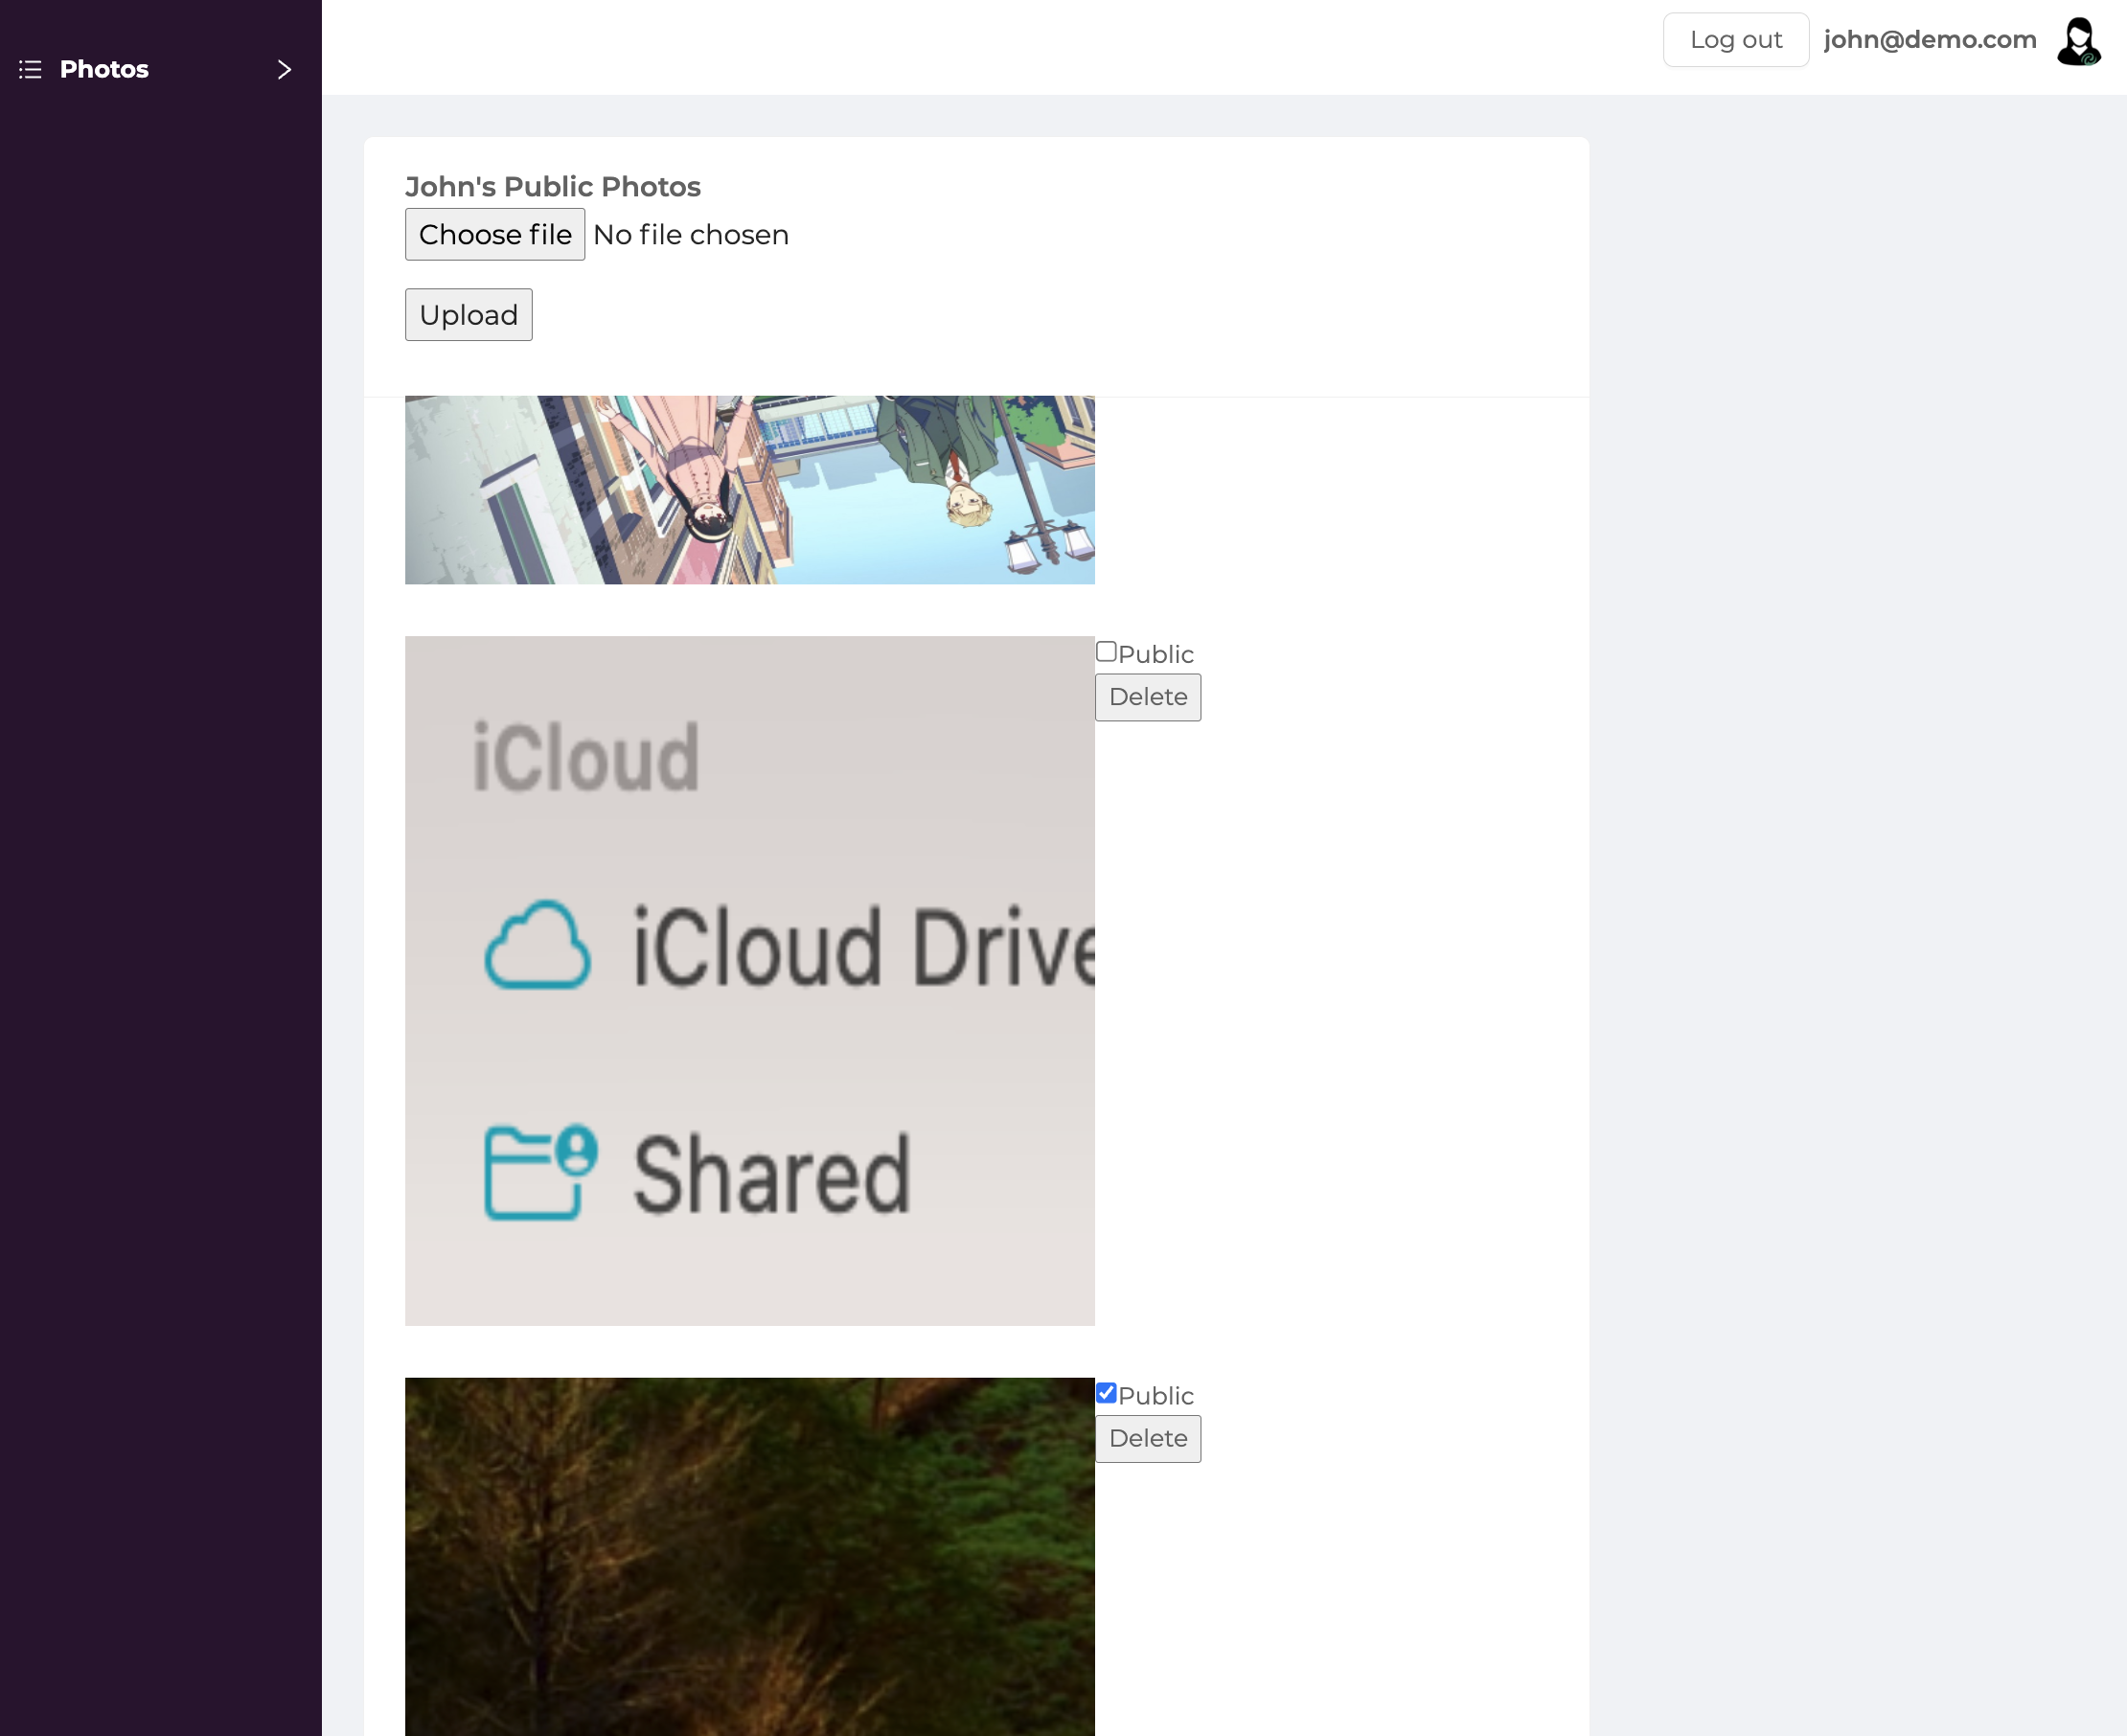 Log out john@demo.com
Photos
John's Public Photos
Choose file No file chosen
Upload
Public
Delete
iCloud
iCloud Drive
Shared
Public
Delete